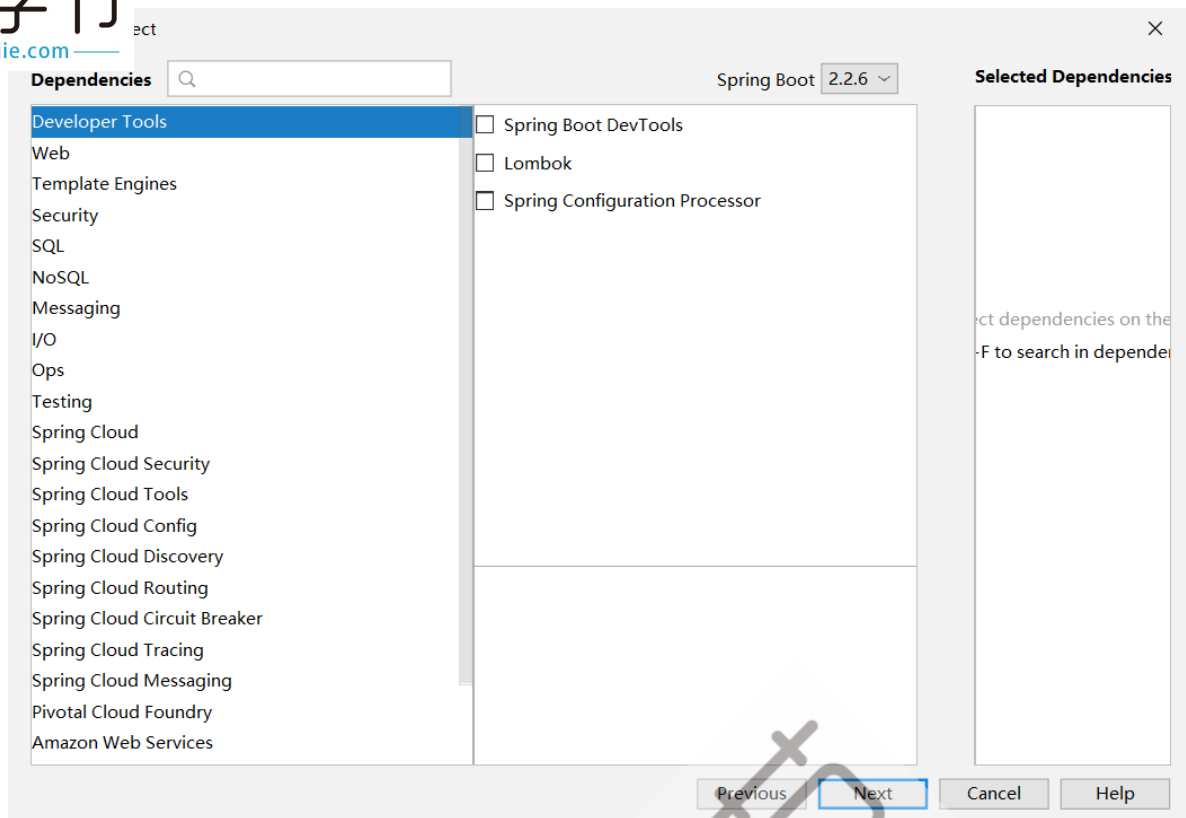 ect
ie.com
Dependencies
Spring Boot 2.2.6
Selected Dependencies
Developer Tools
Web
Template Engines
Security
SQL
NoSQL
Messaging
I/O
Ops
Testing
Spring Cloud
Spring Cloud Security
Spring Cloud Tools
Spring Cloud Config
Spring Cloud Discovery
Spring Cloud Routing
Spring Cloud Circuit Breaker
Spring Cloud Tracing
Spring Cloud Messaging
Pivotal Cloud Foundry
Amazon Web Services
Spring Boot DevTools
Lombok
Spring Configuration Processor
ect dependencies on the
-F to search in depende
Previous
Next
Cancel
Help